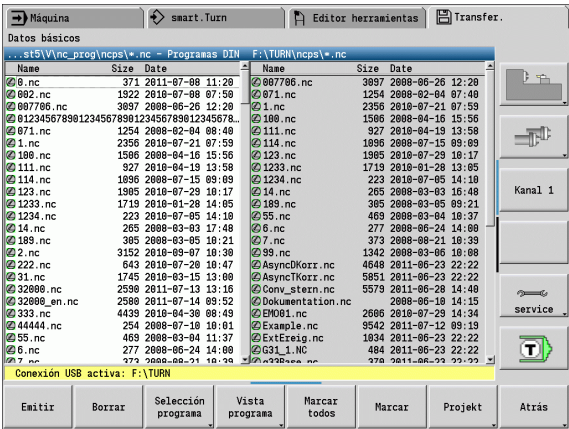 Máquina
smart.Turn
Editor herramientas
Transfer.
Datos básicos
...st5\V\nc_prog\ncps\*.nc - Programas DIN
F:\TURN\ncps\*.nc
Name Size Date
0.nc 371 2011-07-08 11:20
002.nc 1922 2010-07-08 07:50
007706.nc 3097 2008-06-26 12:20
012345678901234567890123456789012345678...
071.nc 1254 2008-02-04 08:40
1.nc 2356 2010-07-21 07:59
100.nc 1506 2008-04-16 15:56
111.nc 927 2010-04-19 13:58
114.nc 1096 2008-07-15 09:09
123.nc 1905 2010-07-29 10:17
1233.nc 1719 2010-01-28 14:05
1234.nc 223 2010-07-05 14:10
14.nc 265 2008-03-03 17:48
189.nc 305 2008-03-05 10:21
2.nc 3152 2010-09-07 10:30
222.nc 643 2010-07-20 10:47
31.nc 1745 2010-03-15 13:00
32000.nc 2590 2011-07-13 13:16
32000_en.nc 2580 2011-07-14 09:52
333.nc 4439 2010-04-30 08:49
44444.nc 254 2008-07-10 10:01
55.nc 469 2008-03-04 11:37
6.nc 277 2008-06-24 14:00
7.nc 373 2008-08-21 10:39
Name Size Date
007706.nc 3097 2008-06-26 12:20
071.nc 1254 2008-02-04 07:40
1.nc 2356 2010-07-21 07:59
100.nc 1506 2008-04-16 15:56
111.nc 927 2010-04-19 13:58
114.nc 1096 2008-07-15 09:09
123.nc 1905 2010-07-29 10:17
1233.nc 1719 2010-01-28 13:05
1234.nc 223 2010-07-05 14:10
14.nc 265 2008-03-03 16:48
189.nc 305 2008-03-05 09:21
55.nc 469 2008-03-04 10:37
6.nc 277 2008-06-24 14:00
7.nc 373 2008-08-21 10:39
99.nc 1342 2008-03-06 10:08
AsyncDKorr.nc 4648 2011-06-23 22:22
AsyncTKorr.nc 5851 2011-06-23 22:22
Conv_stern.nc 5579 2011-06-28 14:40
Dokumentation.nc 2008-06-10 14:15
EMO01.nc 2606 2010-07-29 14:34
Example.nc 9542 2011-07-12 09:19
ExtEreig.nc 1034 2011-06-23 22:22
G31_1.NC 484 2011-06-23 22:22
g33Base.nc 370 2011-06-23 22:22
Kanal 1
service
T
Conexión USB activa: F:\TURN
Emitir
Borrar
Selección programa
Vista programa
Marcar todos
Marcar
Projekt
Atrás